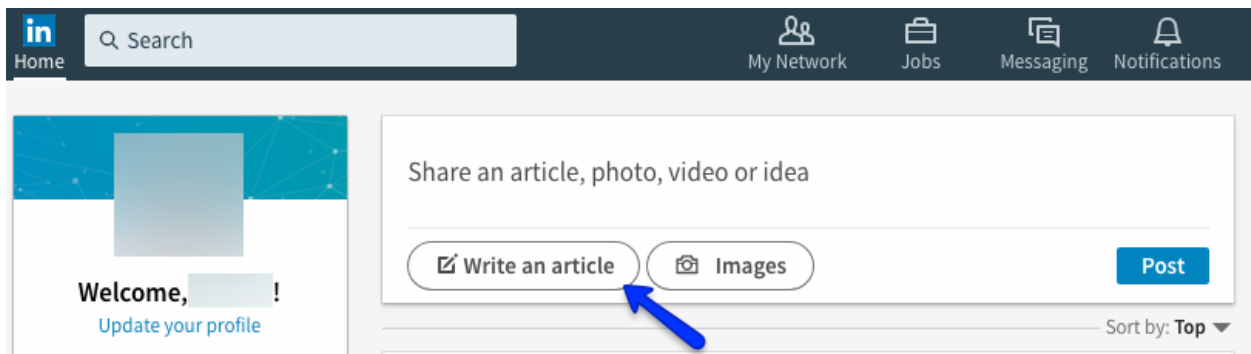 in
Search
Home
My Network
Jobs
Messaging
Notifications
Share an article, photo, video or idea
Write an article
Images
Post
Welcome, !
Update your profile
Sort by: Top